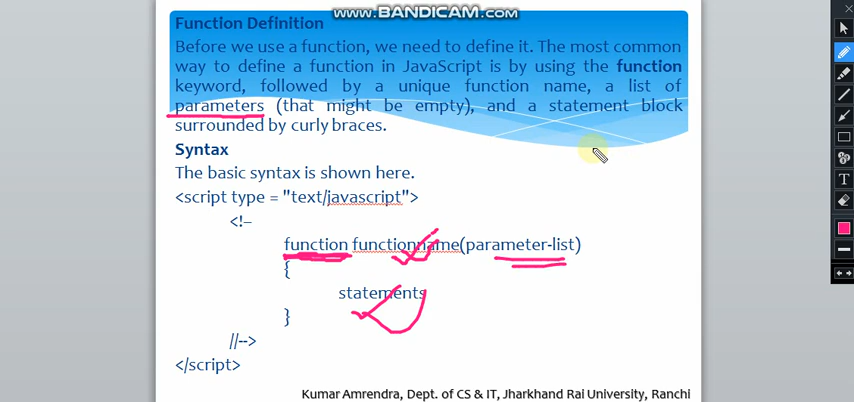 www.BANDICAM.com
Function Definition
Before we use a function, we need to define it. The most common
way to define a function in JavaScript is by using the function
keyword, followed by a unique function name, a list of
parameters (that might be empty), and a statement block
surrounded by curly braces.
Syntax
The basic syntax is shown here.
<script type = "text/javascript">
<!–
function functionname(parameter-list)
{
statements
}
//-->
</script>
Kumar Amrendra, Dept. of CS & IT, Jharkhand Rai University, Ranchi